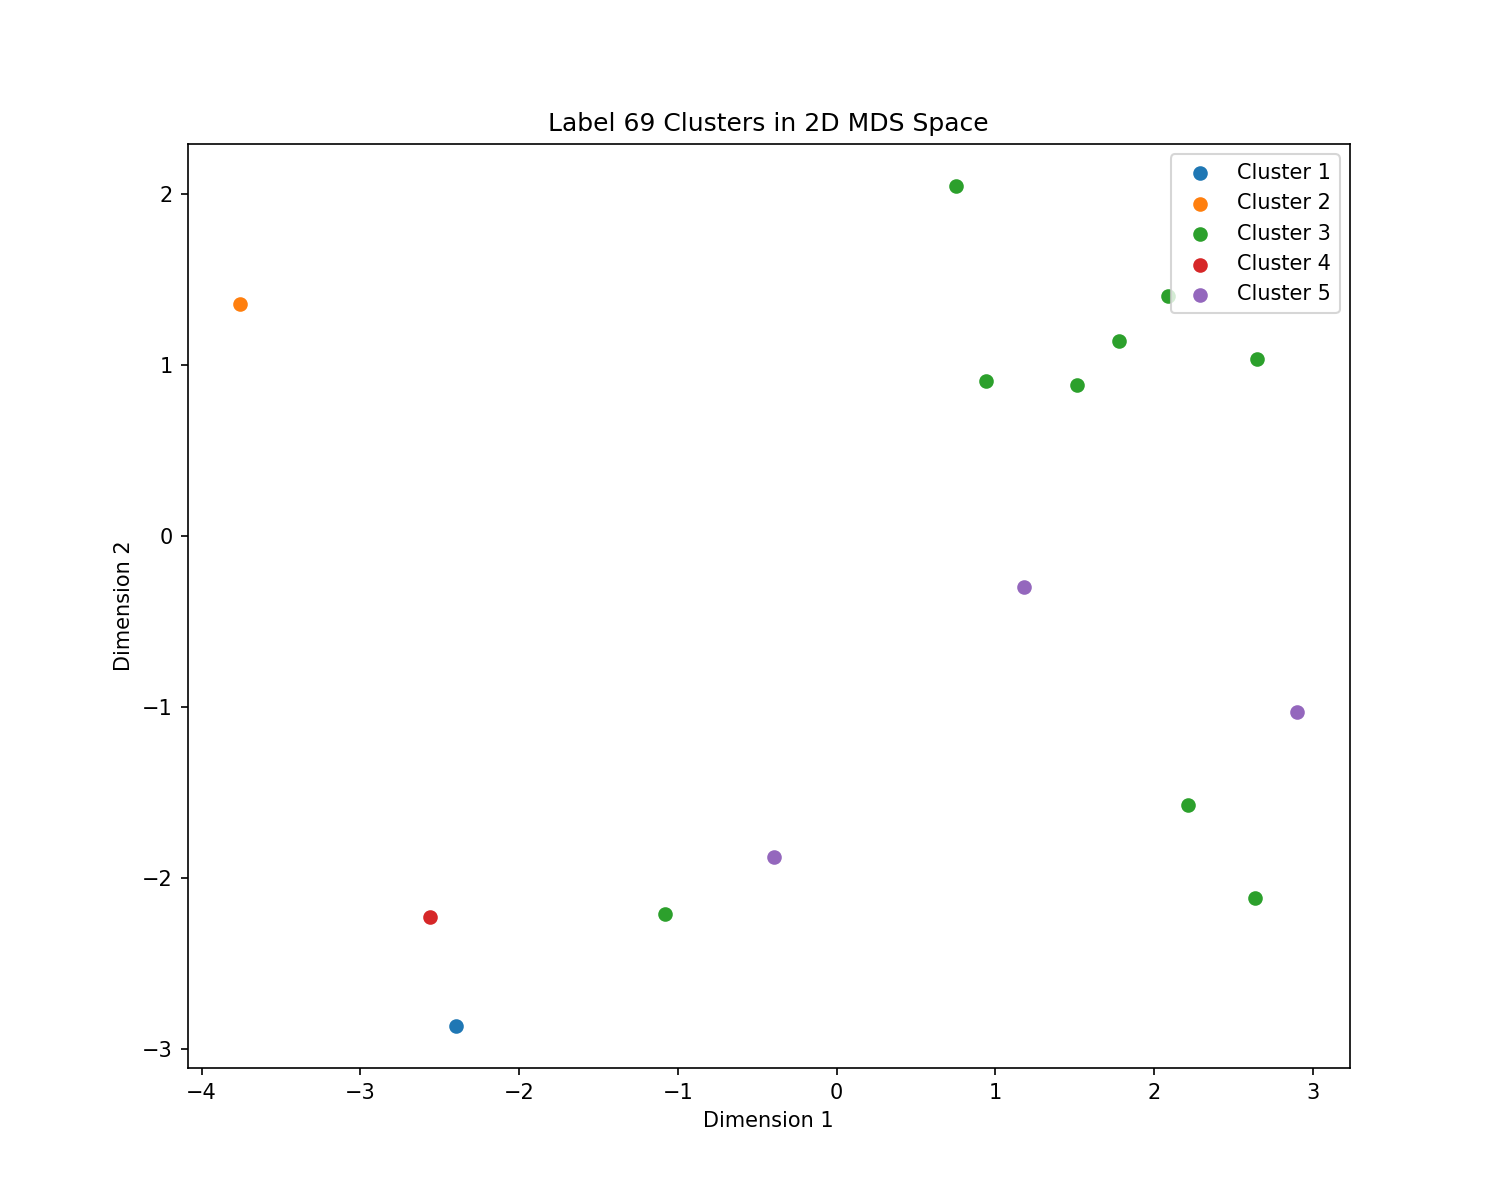 Label 69 Clusters in 2D MDS Space
Cluster 1
Cluster 2
Cluster 3
Cluster 4
Cluster 5
2
1
0
−1
−2
−3
Dimension 2
−4 −3 −2 −1 0 1 2 3
Dimension 1